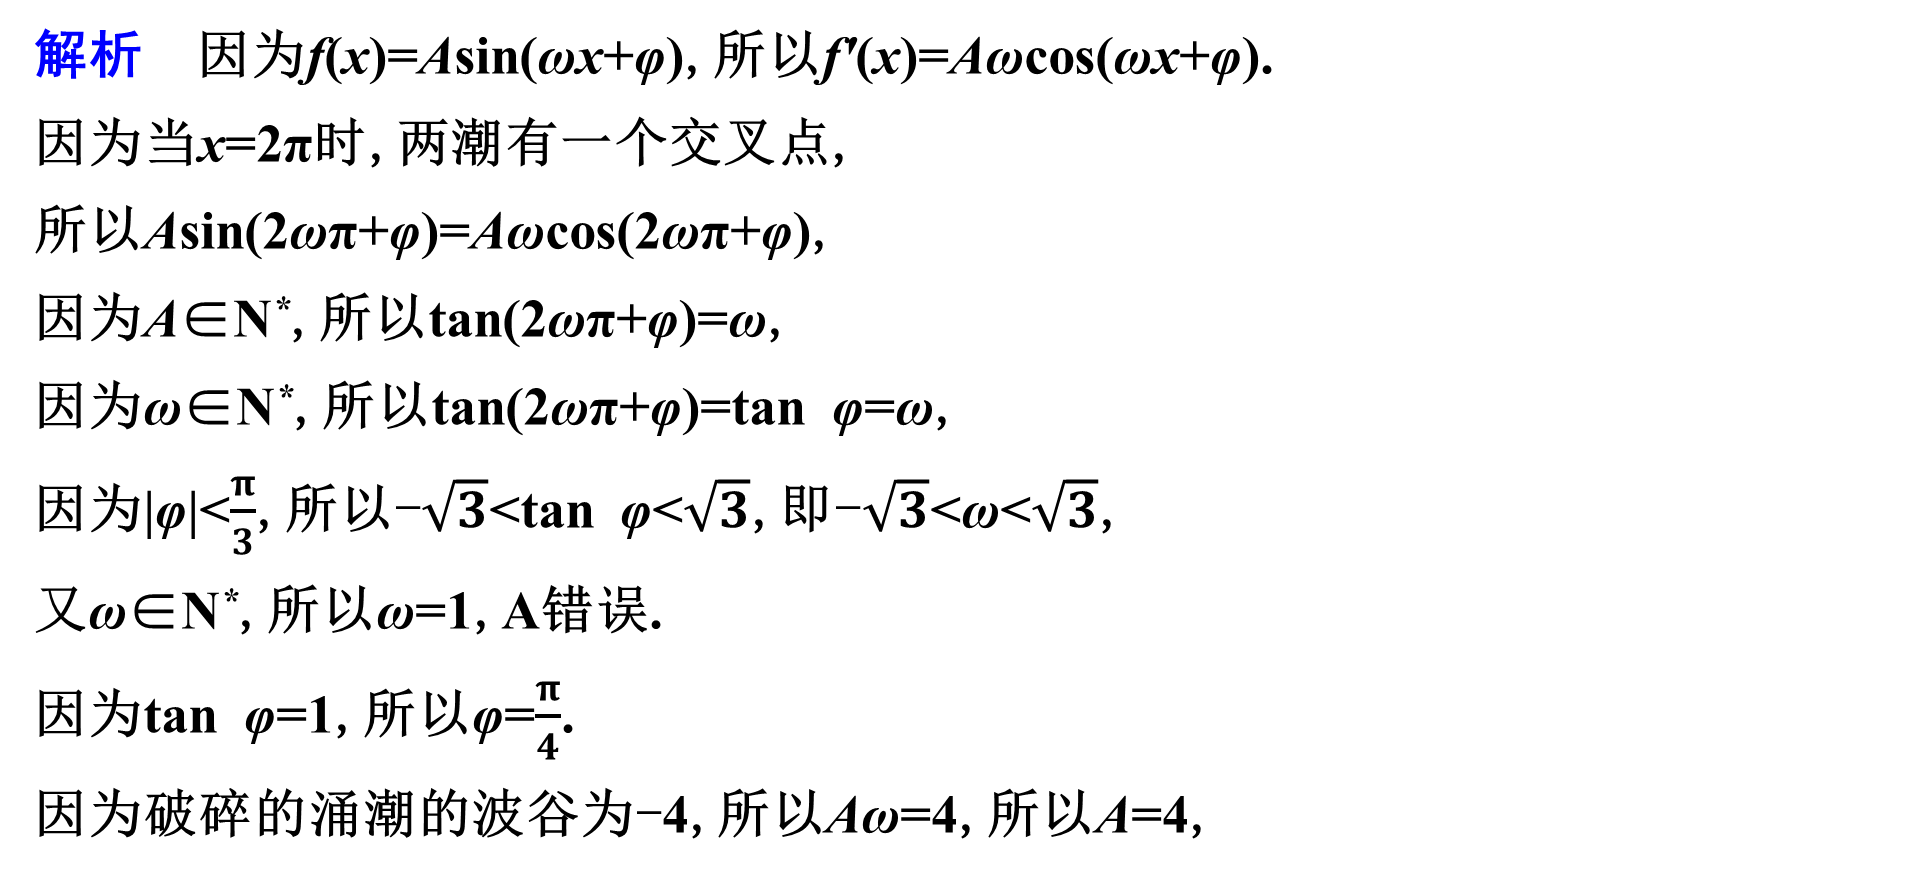 解析　因为f(x)=Asin(ωx+φ), 所以f′(x)=Aωcos(ωx+φ).
因为当x=2π时, 两潮有一个交叉点,
所以Asin(2ωπ+φ)=Aωcos(2ωπ+φ),
因为A∈N*, 所以tan(2ωπ+φ)=ω,
因为ω∈N*, 所以tan(2ωπ+φ)=tan φ=ω,
因为|φ|<π/3, 所以−√3<tan φ<√3, 即−√3<ω<√3,
又ω∈N*, 所以ω=1, A错误.
因为tan φ=1, 所以φ=π/4.
因为破碎的涌潮的波谷为−4, 所以Aω=4, 所以A=4,